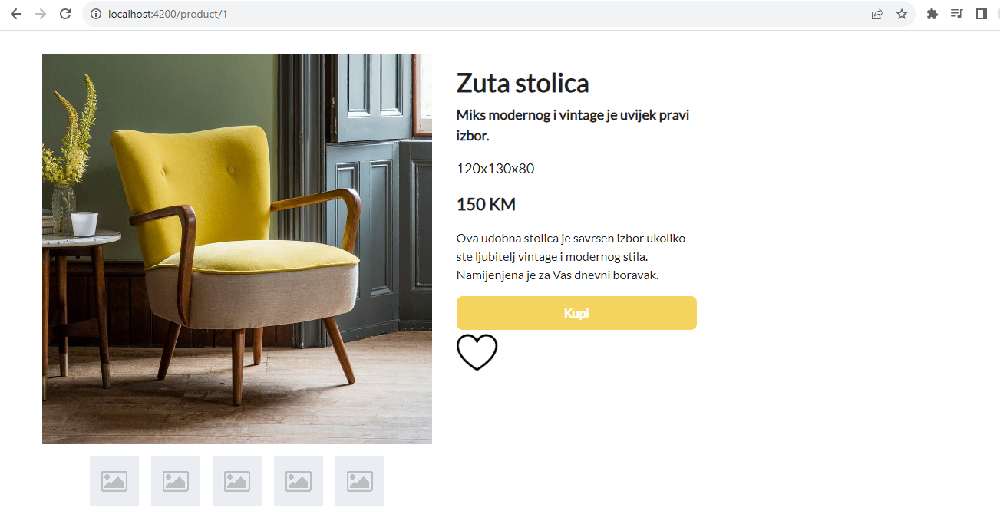 localhost:4200/product/1
Zuta stolica
Miks modernog i vintage je uvijek pravi
izbor.
120x130x80
150 KM
Ova udobna stolica je savrsen izbor ukoliko
ste ljubitelj vintage i modernog stila.
Namijenjena je za Vas dnevni boravak.
Kupi